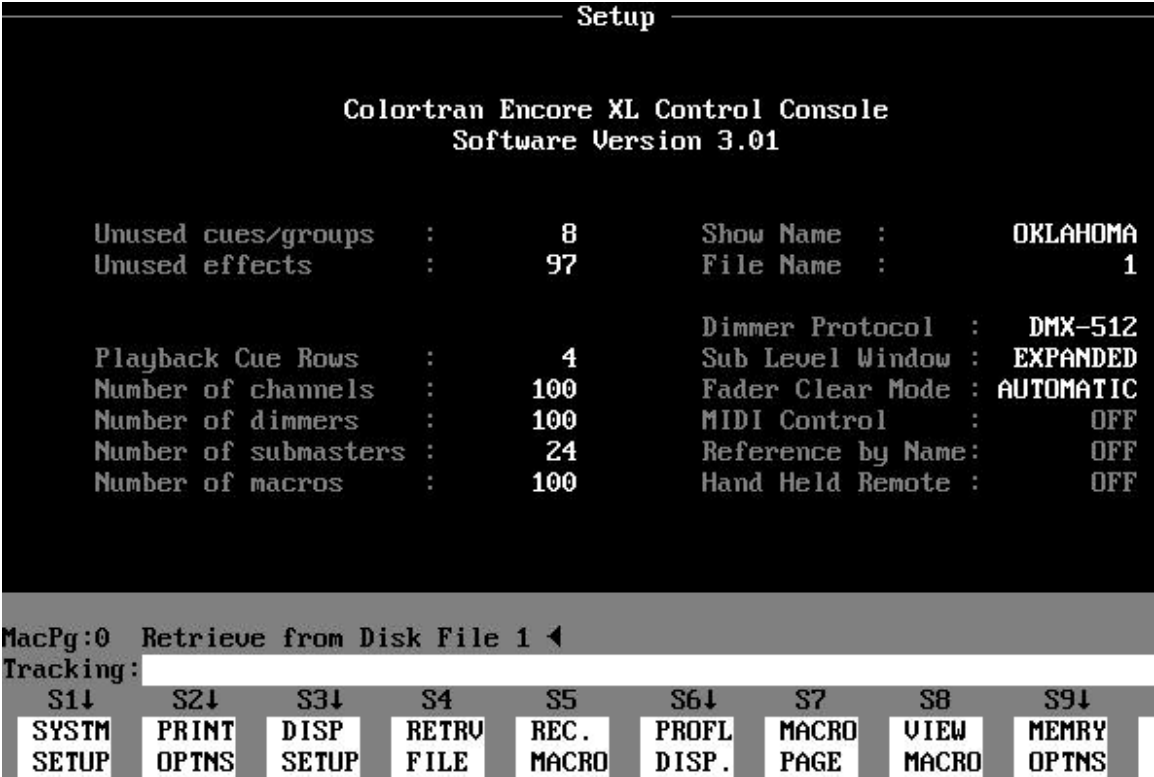 Setup
Colortran Encore XL Control Console
Software Version 3.01
Unused cues/groups : 8 Show Name : OKLAHOMA
Unused effects : 97 File Name : 1
Dimmer Protocol : DMX-512
Playback Cue Rows : 4 Sub Level Window : EXPANDED
Number of channels : 100 Fader Clear Mode : AUTOMATIC
Number of dimmers : 100 MIDI Control : OFF
Number of submasters : 24 Reference by Name: OFF
Number of macros : 100 Hand Held Remote : OFF
MacPg:0 Retrieve from Disk File 1 ◄
Tracking:
S1↓ S2↓ S3↓ S4 S5 S6↓ S7 S8 S9↓
SYSTM PRINT DISP RETRV REC. PROFL MACRO VIEW MEMRY
SETUP OPTNS SETUP FILE MACRO DISP. PAGE MACRO OPTNS